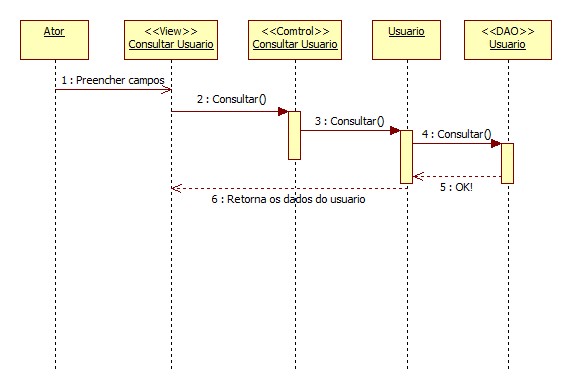 Ator
<<View>>
Consultar Usuario
<<Comtrol>>
Consultar Usuario
Usuario
<<DAO>>
Usuario
1 : Preencher campos
2 : Consultar()
3 : Consultar()
4 : Consultar()
5 : OK!
6 : Retorna os dados do usuario